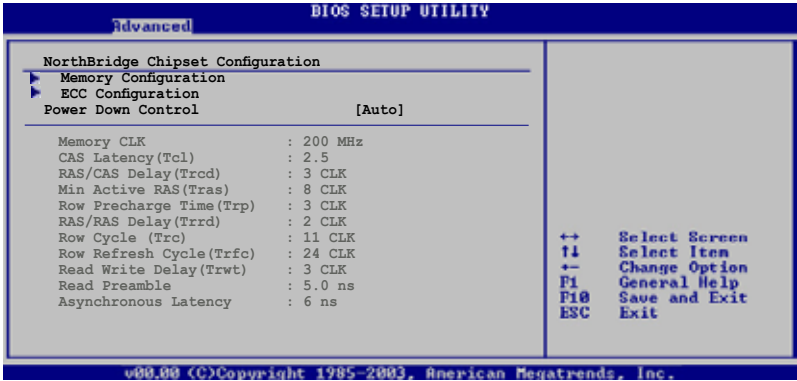 BIOS SETUP UTILITY
Advanced
NorthBridge Chipset Configuration
Memory Configuration
ECC Configuration
Power Down Control [Auto]
Memory CLK : 200 MHz
CAS Latency(Tcl) : 2.5
RAS/CAS Delay(Trcd) : 3 CLK
Min Active RAS(Tras) : 8 CLK
Row Precharge Time(Trp) : 3 CLK
RAS/RAS Delay(Trrd) : 2 CLK
Row Cycle (Trc) : 11 CLK
Row Refresh Cycle(Trfc) : 24 CLK
Read Write Delay(Trwt) : 3 CLK
Read Preamble : 5.0 ns
Asynchronous Latency : 6 ns
↔ Select Screen
↑↓ Select Item
+- Change Option
F1 General Help
F10 Save and Exit
ESC Exit
v00.00 (C)Copyright 1985-2003, American Megatrends, Inc.